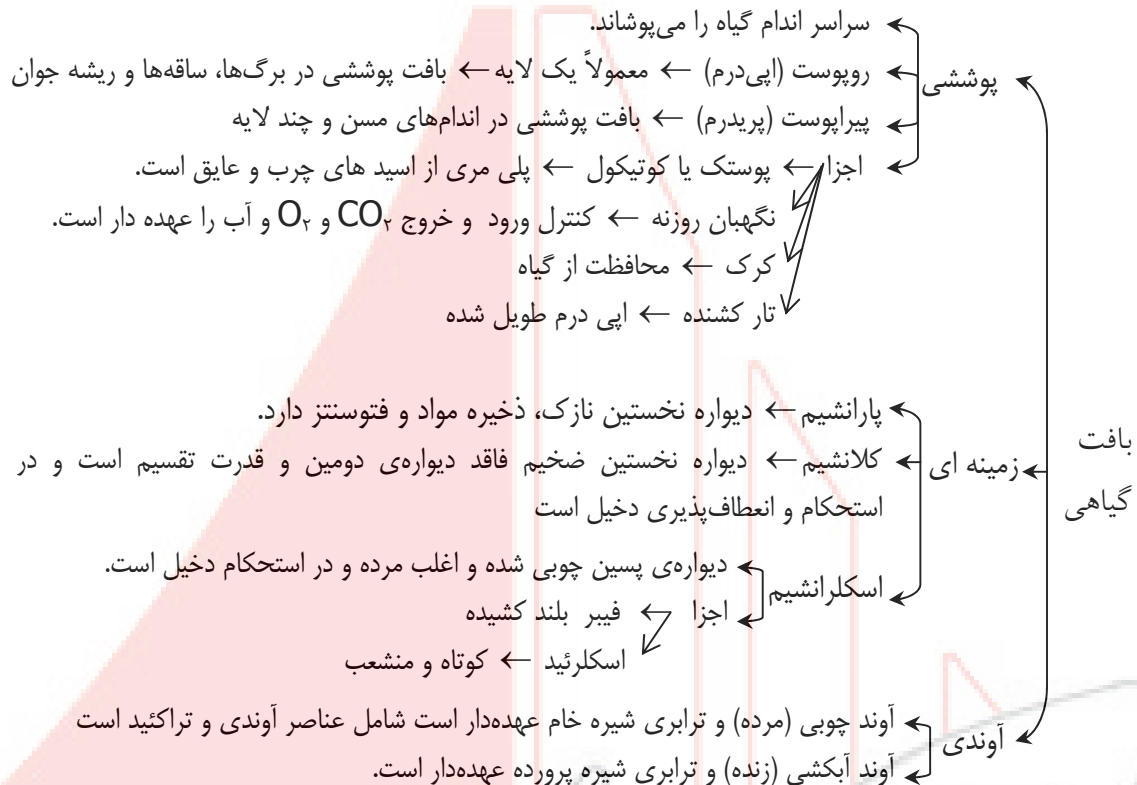 سراسر اندام گیاه را می‌پوشاند.
پوششی
روپوست (اپی‌درم) ← معمولاً یک لایه ← بافت پوششی در برگ‌ها، ساقه‌ها و ریشه جوان
پیراپوست (پریدرم) ← بافت پوششی در اندام‌های مسن و چند لایه
اجزا ← پوستک یا کوتیکول ← پلی مری از اسید های چرب و عایق است.
نگهبان روزنه ← کنترل ورود و خروج CO۲ و O۲ و آب را عهده دار است.
کرک ← محافظت از گیاه
تار کشنده ← اپی درم طویل شده
بافت گیاهی
زمینه ای
پارانشیم ← دیواره نخستین نازک، ذخیره مواد و فتوسنتز دارد.
کلانشیم ← دیواره نخستین ضخیم فاقد دیواره‌ی دومین و قدرت تقسیم است و در
استحکام و انعطاف‌پذیری دخیل است
اسکلرانشیم
دیواره‌ی پسین چوبی شده و اغلب مرده و در استحکام دخیل است.
اجزا ← فیبر بلند کشیده
اسکلرئید ← کوتاه و منشعب
آوندی
آوند چوبی (مرده) و ترابری شیره خام عهده‌دار است شامل عناصر آوندی و تراکئید است
آوند آبکشی (زنده) و ترابری شیره پرورده عهده‌دار است.